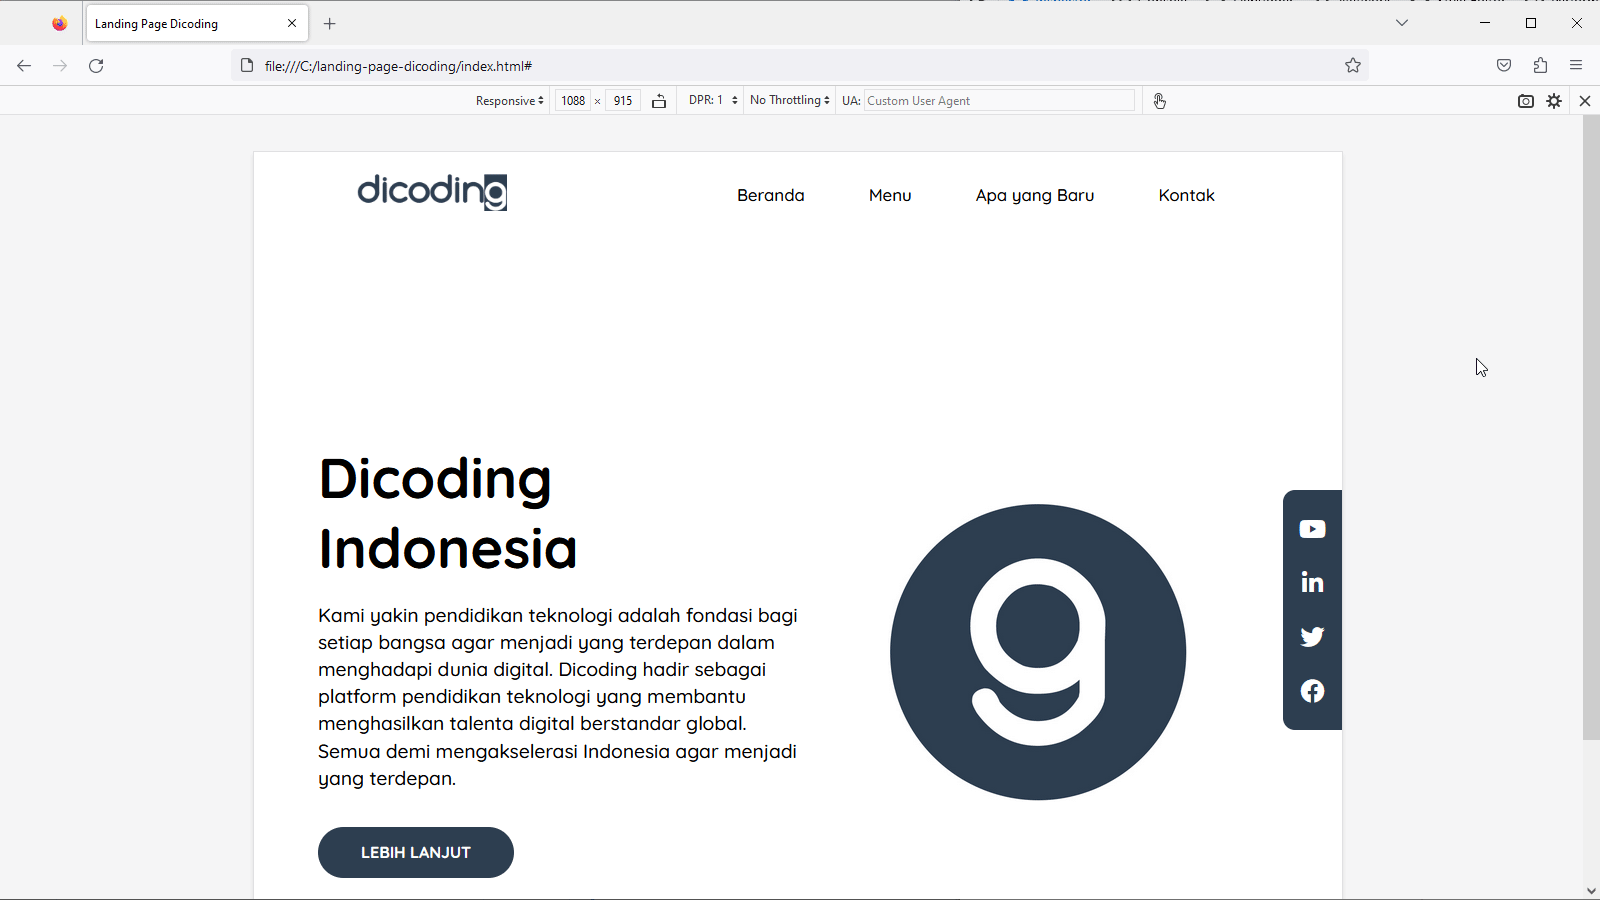 Landing Page Dicoding
file:///C:/landing-page-dicoding/index.html#
Responsive 1088 × 915 DPR: 1 No Throttling UA: Custom User Agent
dicoding Beranda Menu Apa yang Baru Kontak
Dicoding
Indonesia
Kami yakin pendidikan teknologi adalah fondasi bagi
setiap bangsa agar menjadi yang terdepan dalam
menghadapi dunia digital. Dicoding hadir sebagai
platform pendidikan teknologi yang membantu
menghasilkan talenta digital berstandar global.
Semua demi mengakselerasi Indonesia agar menjadi
yang terdepan.
g
in
LEBIH LANJUT